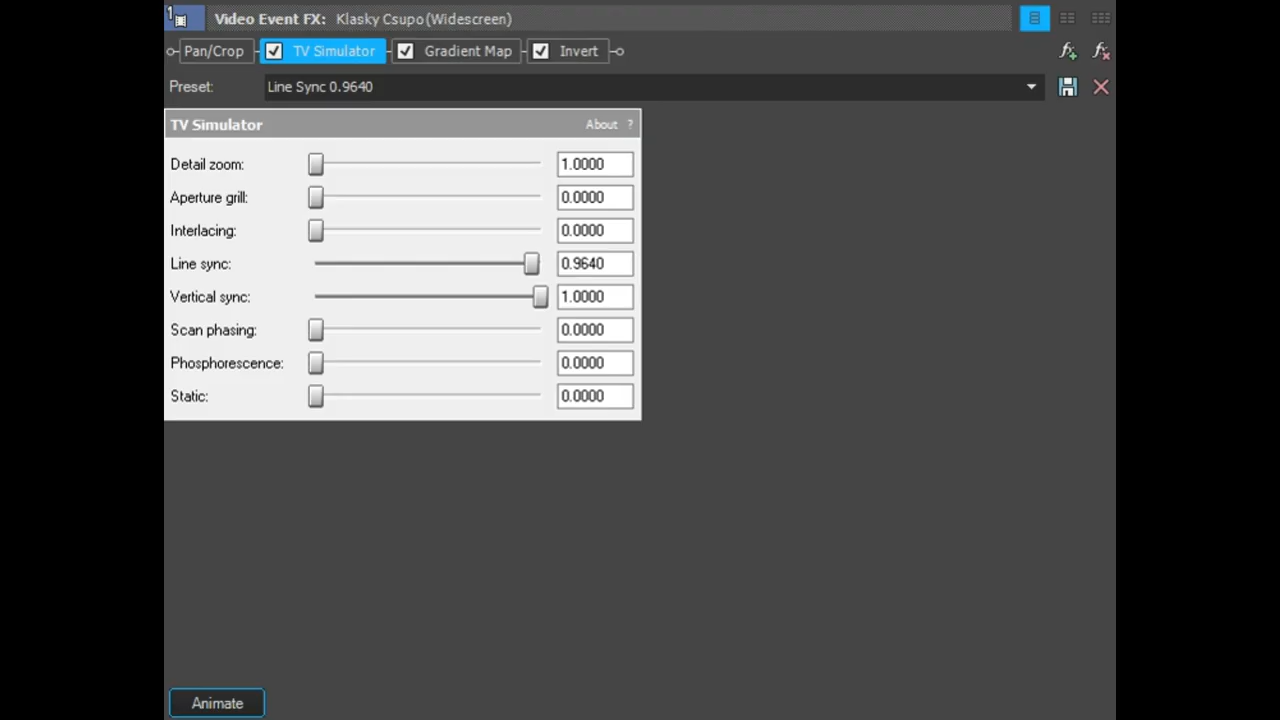 1
Video Event FX: Klasky Csupo(Widescreen)
Pan/Crop TV Simulator Gradient Map Invert
Preset: Line Sync 0.9640
TV Simulator About ?
Detail zoom: 1.0000
Aperture grill: 0.0000
Interlacing: 0.0000
Line sync: 0.9640
Vertical sync: 1.0000
Scan phasing: 0.0000
Phosphorescence: 0.0000
Static: 0.0000
Animate